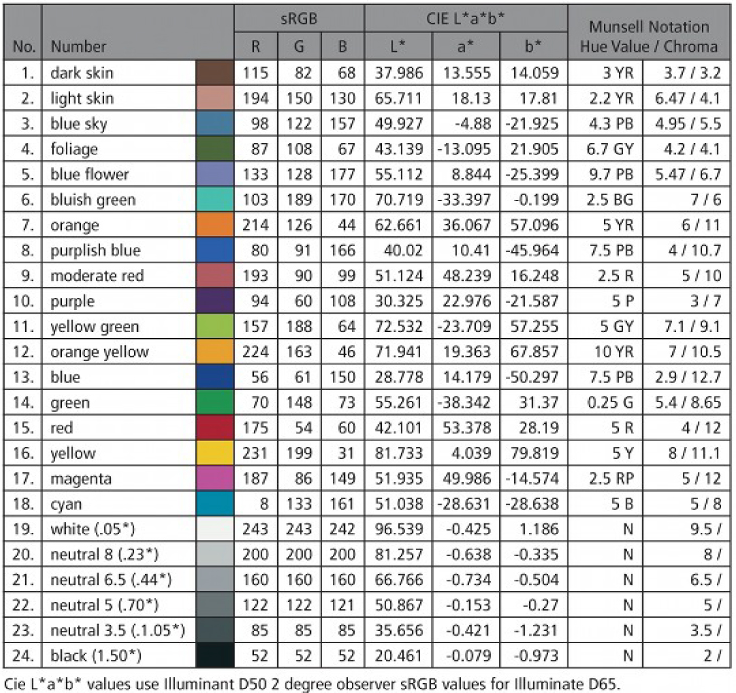 sRGB CIE L*a*b* Munsell Notation
No. Number R G B L* a* b* Hue Value / Chroma
1. dark skin 115 82 68 37.986 13.555 14.059 3 YR 3.7 / 3.2
2. light skin 194 150 130 65.711 18.13 17.81 2.2 YR 6.47 / 4.1
3. blue sky 98 122 157 49.927 -4.88 -21.925 4.3 PB 4.95 / 5.5
4. foliage 87 108 67 43.139 -13.095 21.905 6.7 GY 4.2 / 4.1
5. blue flower 133 128 177 55.112 8.844 -25.399 9.7 PB 5.47 / 6.7
6. bluish green 103 189 170 70.719 -33.397 -0.199 2.5 BG 7 / 6
7. orange 214 126 44 62.661 36.067 57.096 5 YR 6 / 11
8. purplish blue 80 91 166 40.02 10.41 -45.964 7.5 PB 4 / 10.7
9. moderate red 193 90 99 51.124 48.239 16.248 2.5 R 5 / 10
10. purple 94 60 108 30.325 22.976 -21.587 5 P 3 / 7
11. yellow green 157 188 64 72.532 -23.709 57.255 5 GY 7.1 / 9.1
12. orange yellow 224 163 46 71.941 19.363 67.857 10 YR 7 / 10.5
13. blue 56 61 150 28.778 14.179 -50.297 7.5 PB 2.9 / 12.7
14. green 70 148 73 55.261 -38.342 31.37 0.25 G 5.4 / 8.65
15. red 175 54 60 42.101 53.378 28.19 5 R 4 / 12
16. yellow 231 199 31 81.733 4.039 79.819 5 Y 8 / 11.1
17. magenta 187 86 149 51.935 49.986 -14.574 2.5 RP 5 / 12
18. cyan 8 133 161 51.038 -28.631 -28.638 5 B 5 / 8
19. white (.05*) 243 243 242 96.539 -0.425 1.186 N 9.5 /
20. neutral 8 (.23*) 200 200 200 81.257 -0.638 -0.335 N 8 /
21. neutral 6.5 (.44*) 160 160 160 66.766 -0.734 -0.504 N 6.5 /
22. neutral 5 (.70*) 122 122 121 50.867 -0.153 -0.27 N 5 /
23. neutral 3.5 (.1.05*) 85 85 85 35.656 -0.421 -1.231 N 3.5 /
24. black (1.50*) 52 52 52 20.461 -0.079 -0.973 N 2 /
Cie L*a*b* values use Illuminant D50 2 degree observer sRGB values for Illuminate D65.